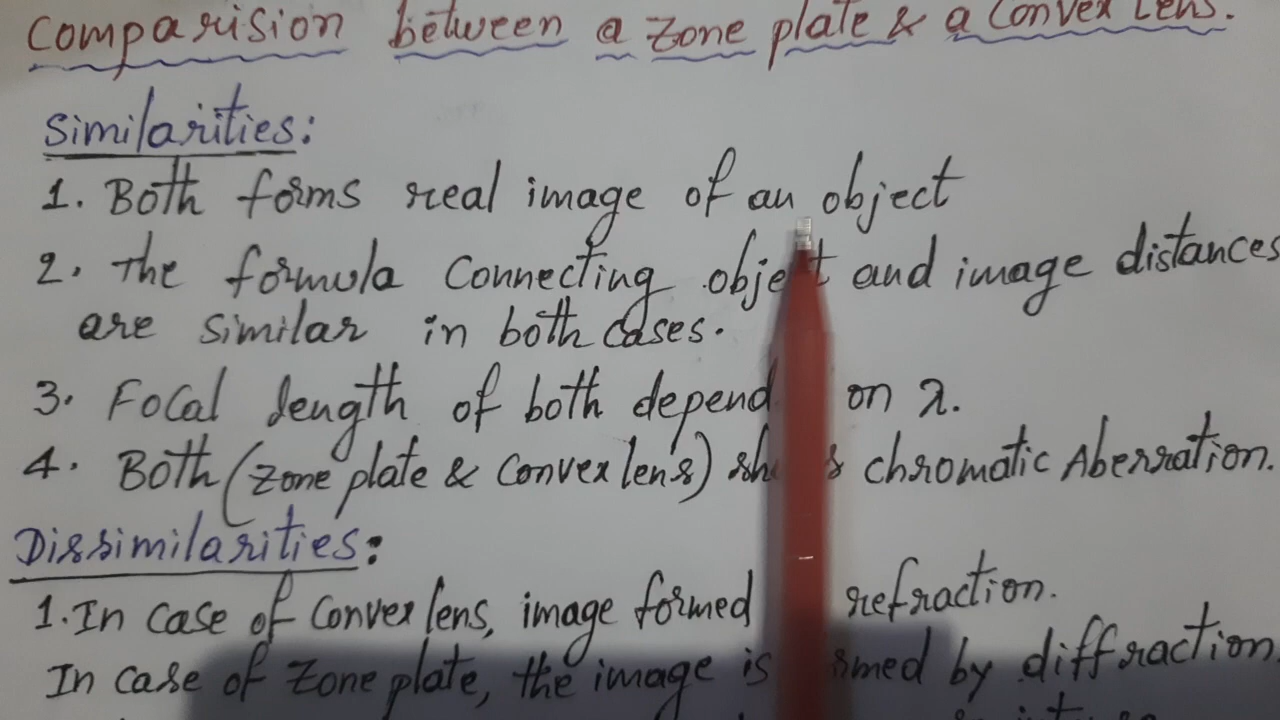 Comparision between a zone plate & a Convex Lens.
Similarities:
1. Both forms real image of an object
2. The formula Connecting object and image distances
are similar in both Cases.
3. Focal length of both depend on λ.
4. Both (zone plate & Convex lens) chromatic Aberration.
Dissimilarities:
1. In case of Convex lens, image formed refraction.
In case of Zone plate, the image is by diffraction.